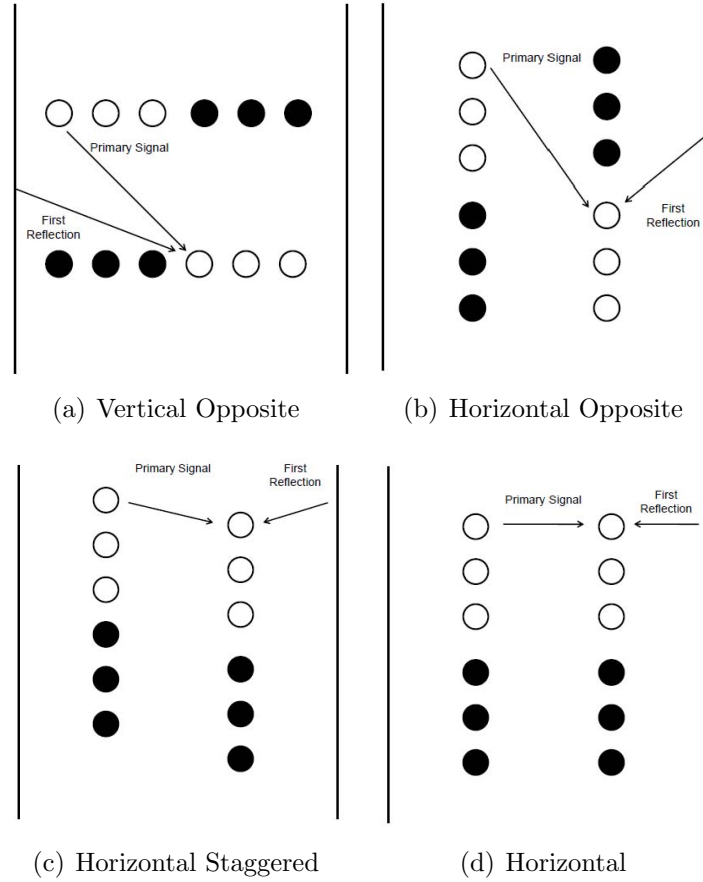 Primary Signal
First
Reflection
(a) Vertical Opposite
Primary Signal
First
Reflection
(b) Horizontal Opposite
Primary Signal
First
Reflection
(c) Horizontal Staggered
Primary Signal
First
Reflection
(d) Horizontal